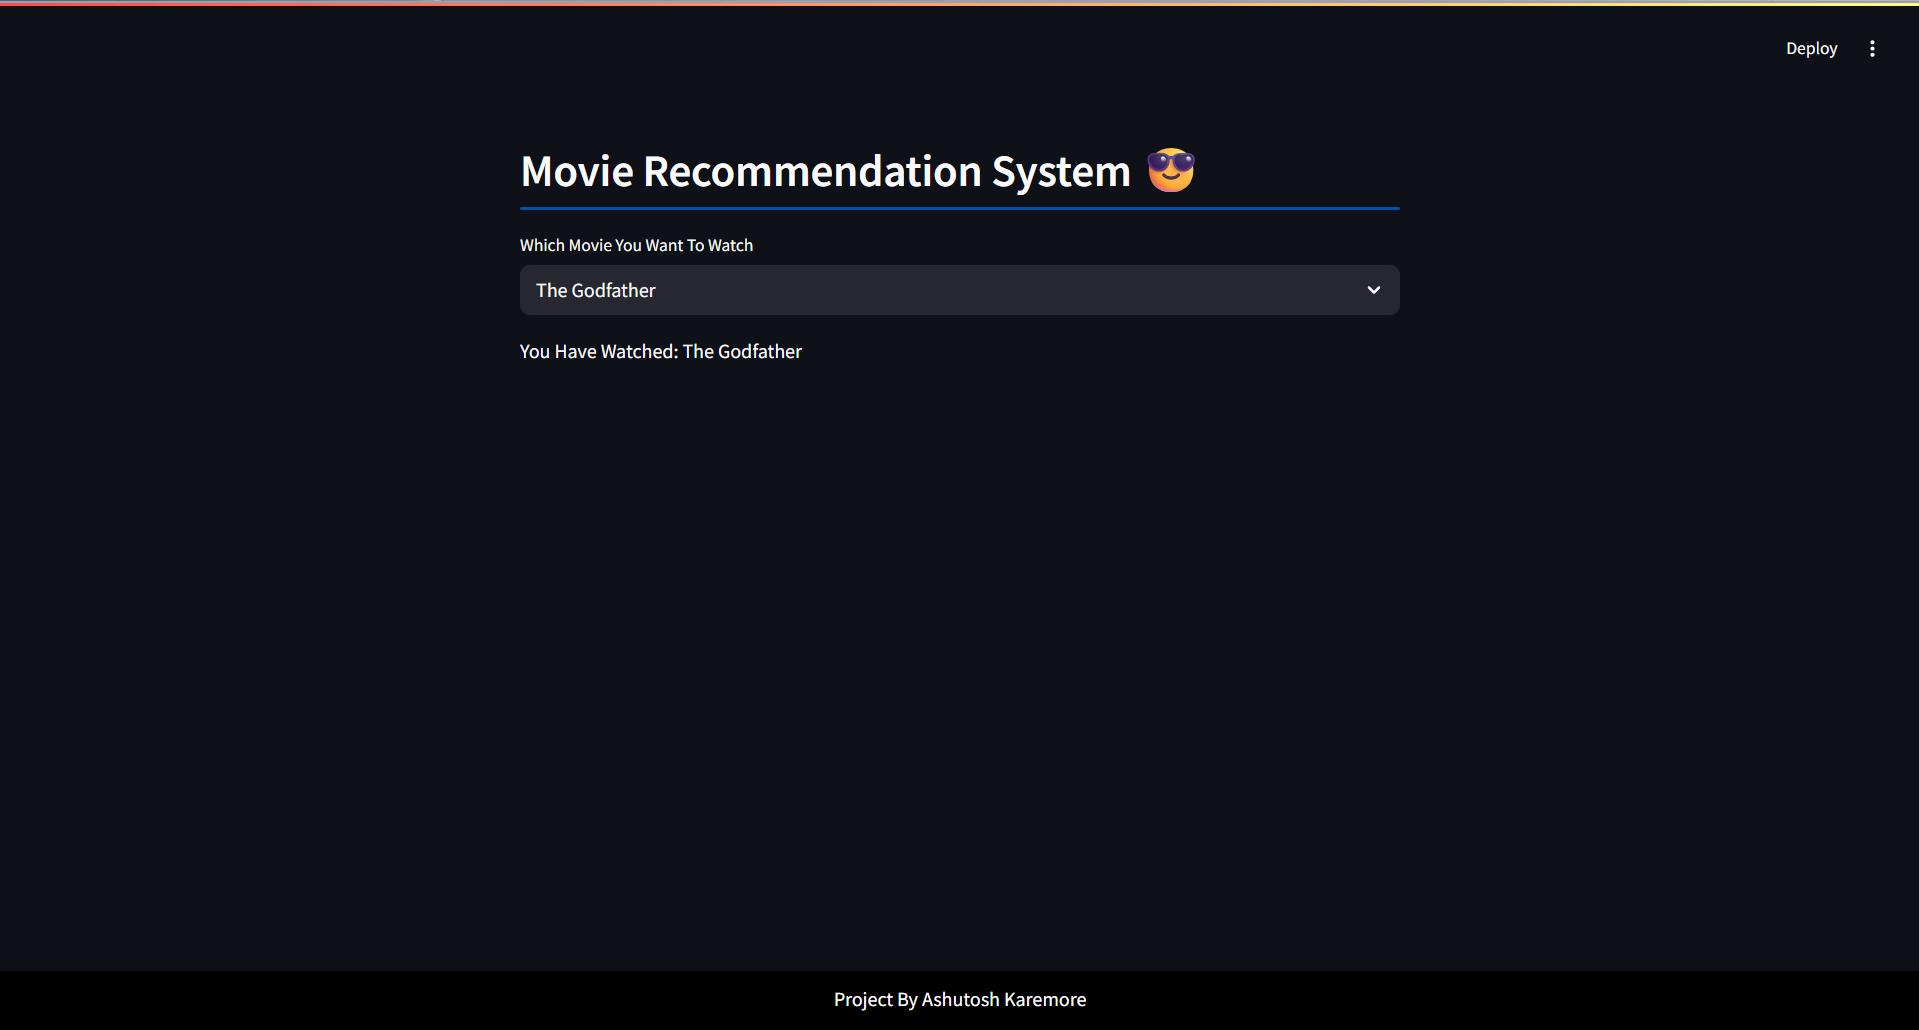 Deploy
Movie Recommendation System 😎
Which Movie You Want To Watch
The Godfather
You Have Watched: The Godfather
Project By Ashutosh Karemore